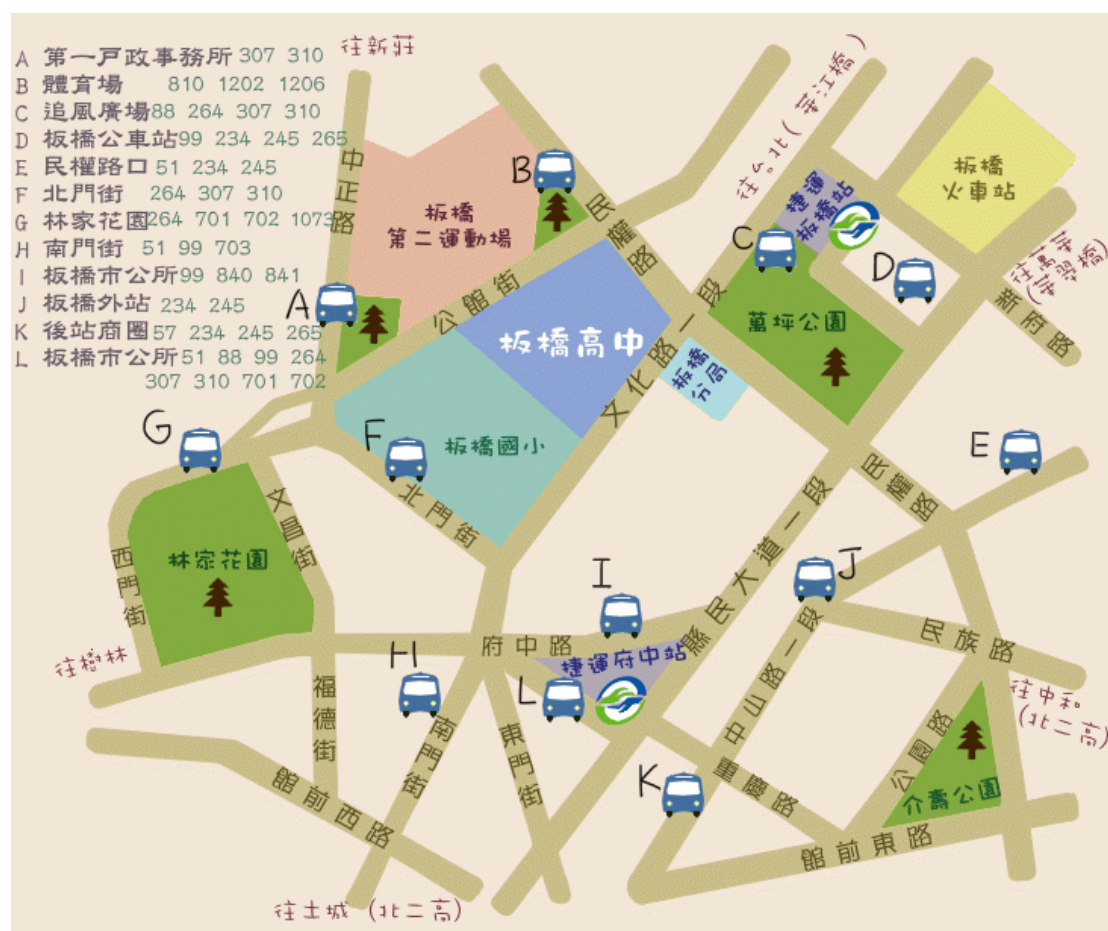 A 第一戶政事務所 307 310
B 體育場 810 1202 1206
C 追風廣場 88 264 307 310
D 板橋公車站 99 234 245 265
E 民權路口 51 234 245
F 北門街 264 307 310
G 林家花園 264 701 702 1073
H 南門街 51 99 703
I 板橋市公所 99 840 841
J 板橋外站 234 245
K 後站商圈 57 234 245 265
L 板橋市公所 51 88 99 264
307 310 701 702
往新莊
往台北(華江橋)
中正路
B
民權路
板橋
第二運動場
捷運
板橋站
板橋
火車站
C
D
往萬華
(華翠橋)
新府路
A
公館街
板橋高中
文化路一段
板橋
分局
萬坪公園
G
F
板橋國小
北門街
E
民權路
文昌街
西門街
林家花園
縣民大道一段
I
J
往樹林
府中路
捷運府中站
民族路
H
L
福德街
南門街
東門街
中山路一段
往中和
(北二高)
公園路
介壽公園
K
重慶路
館前西路
館前東路
往土城 (北二高)